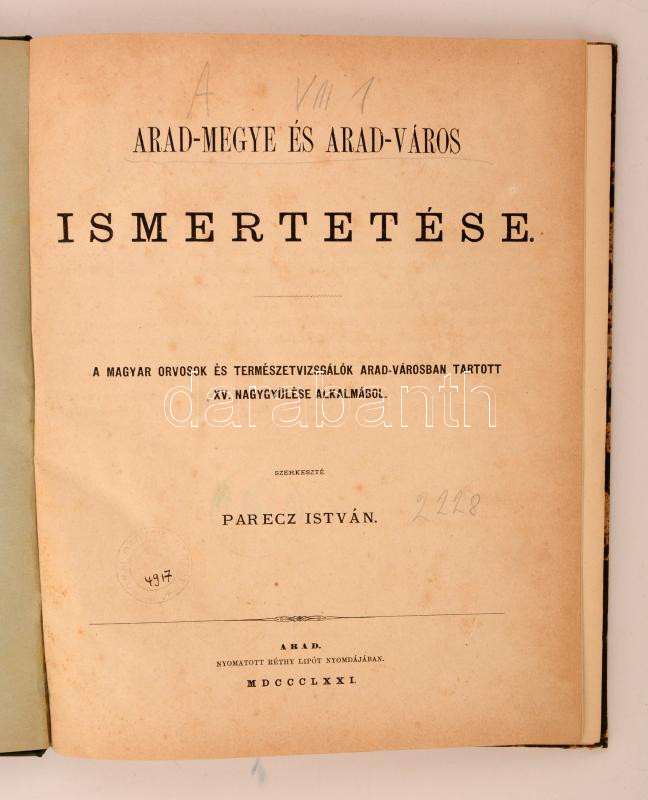 A VIII 1
ARAD-MEGYE ÉS ARAD-VÁROS
ISMERTETÉSE.
A MAGYAR ORVOSOK ÉS TERMÉSZETVIZSGÁLÓK ARAD-VÁROSBAN TARTOTT
XV. NAGYGYÜLÉSE ALKALMÁBÓL.
darabanth
SZERKESZTÉ
PARECZ ISTVÁN.
2228
4917
ARAD.
NYOMATOTT RÉTHY LIPÓT NYOMDÁJÁBAN.
MDCCCLXXI.